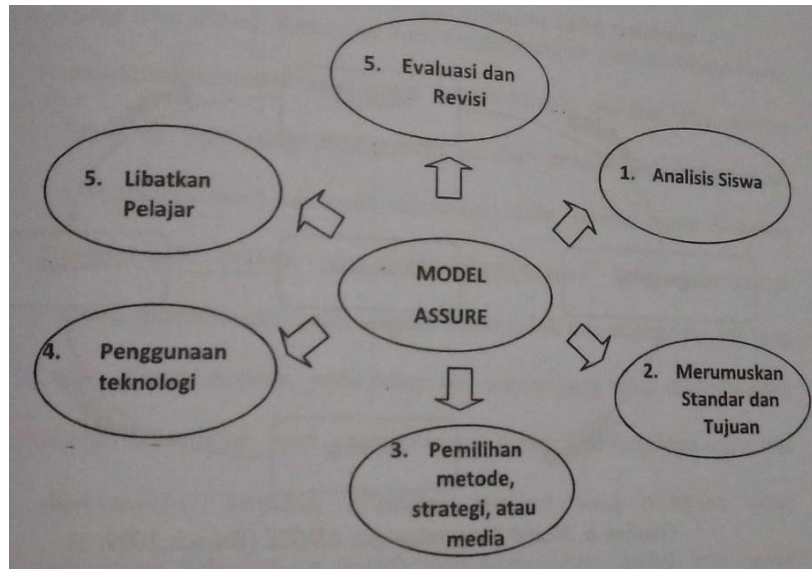 5. Evaluasi dan
Revisi
1. Analisis Siswa
5. Libatkan
Pelajar
MODEL
ASSURE
4. Penggunaan
teknologi
2. Merumuskan
Standar dan
Tujuan
3. Pemilihan
metode,
strategi, atau
media